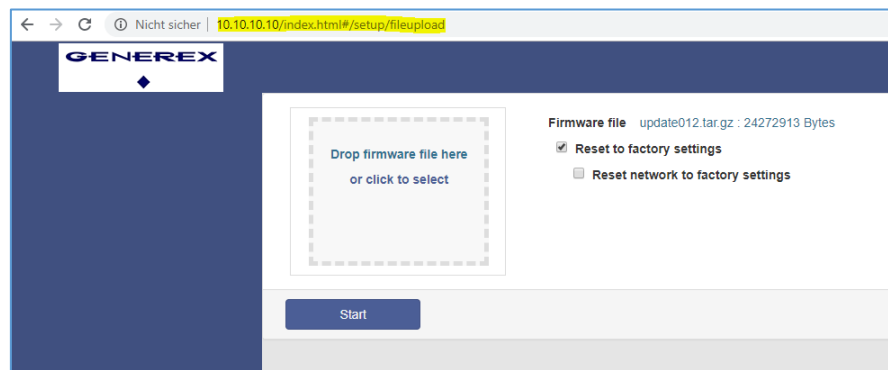 Nicht sicher | 10.10.10.10/index.html#/setup/fileupload
GENEREX
Drop firmware file here
or click to select
Firmware file update012.tar.gz : 24272913 Bytes
Reset to factory settings
Reset network to factory settings
Start